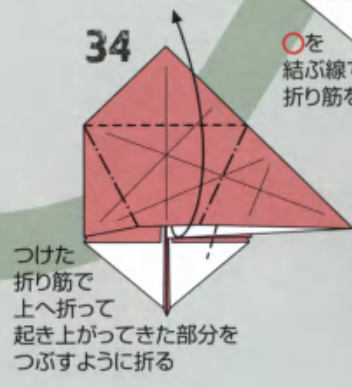 34
○を
結ぶ線で
折り筋を
つけた
折り筋で
上へ折って
起き上がってきた部分を
つぶすように折る